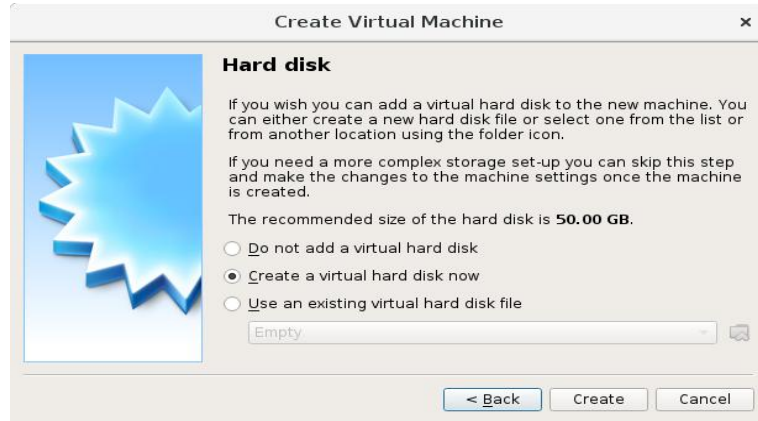 Create Virtual Machine ×
Hard disk
If you wish you can add a virtual hard disk to the new machine. You
can either create a new hard disk file or select one from the list or
from another location using the folder icon.
If you need a more complex storage set-up you can skip this step
and make the changes to the machine settings once the machine
is created.
The recommended size of the hard disk is 50.00 GB.
Do not add a virtual hard disk
Create a virtual hard disk now
Use an existing virtual hard disk file
Empty
< Back Create Cancel